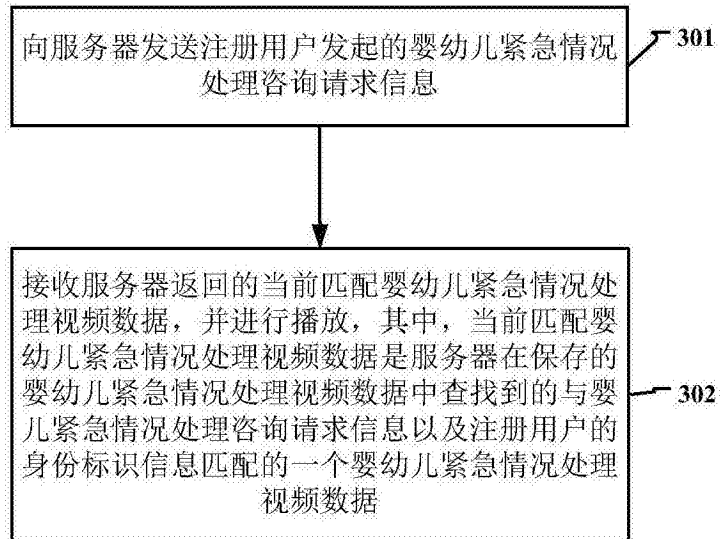 向服务器发送注册用户发起的婴幼儿紧急情况
处理咨询请求信息
301
接收服务器返回的当前匹配婴幼儿紧急情况处
理视频数据，并进行播放，其中，当前匹配婴
幼儿紧急情况处理视频数据是服务器在保存的
婴幼儿紧急情况处理视频数据中查找到的与婴
儿紧急情况处理咨询请求信息以及注册用户的
身份标识信息匹配的一个婴幼儿紧急情况处理
视频数据
302